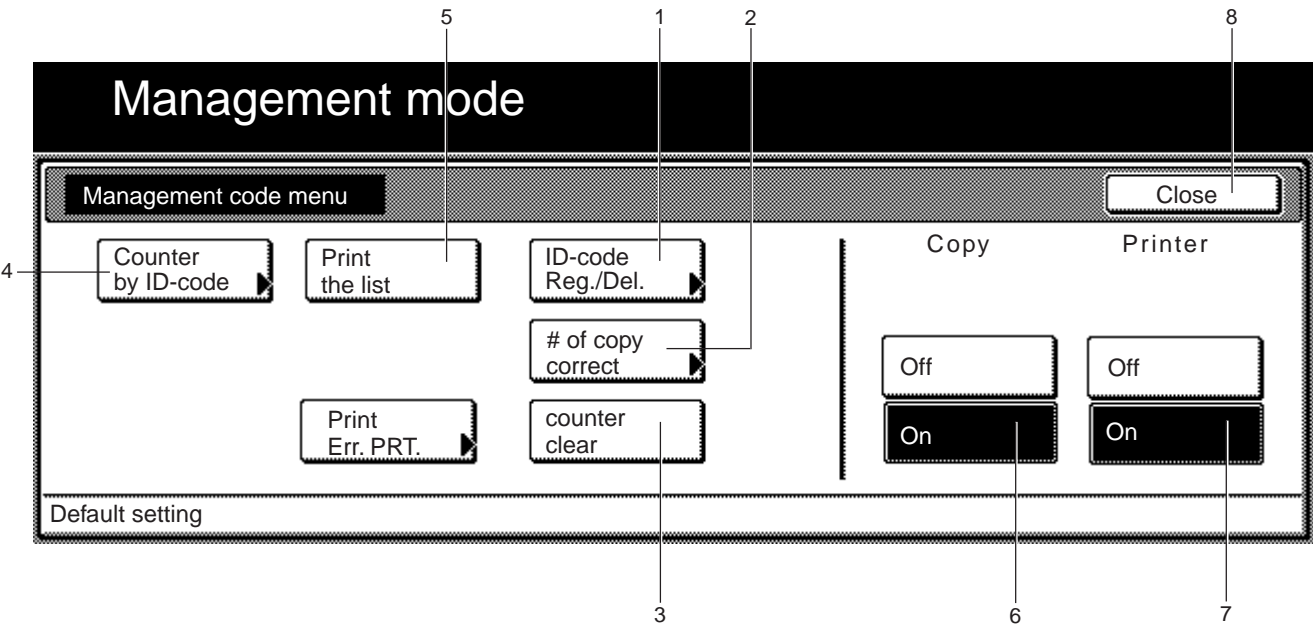 5 1 2 8
Management mode
Management code menu
Close
Copy Printer
4
Counter
by ID-code
Print
the list
ID-code
Reg./Del.
# of copy
correct
Off Off
Print
Err. PRT.
counter
clear
On On
Default setting
3 6 7